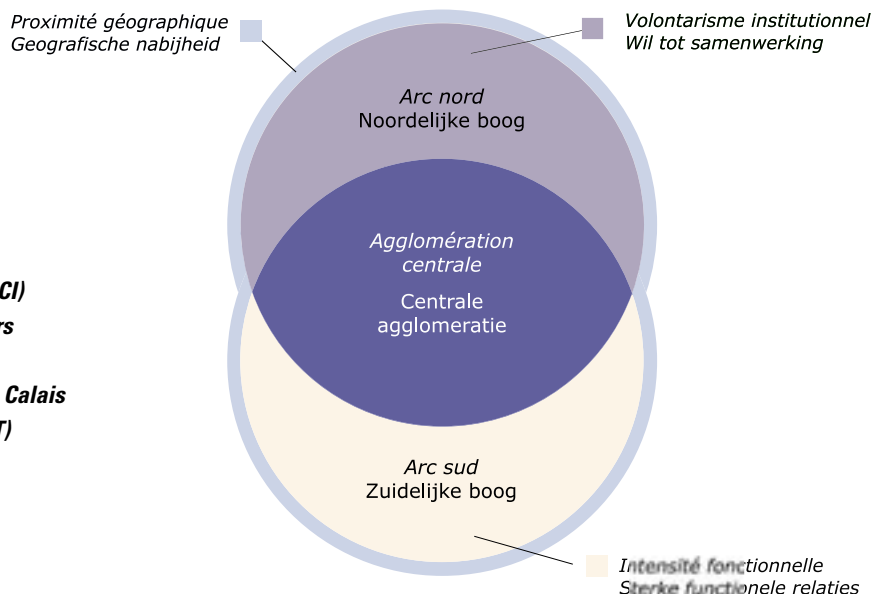 Proximité géographique
Geografische nabijheid
Volontarisme institutionnel
Wil tot samenwerking
Arc nord
Noordelijke boog
Agglomération
centrale
Centrale
agglomeratie
CI)
rs
Calais
T)
Arc sud
Zuidelijke boog
Intensité fonctionnelle
Sterke functionele relaties